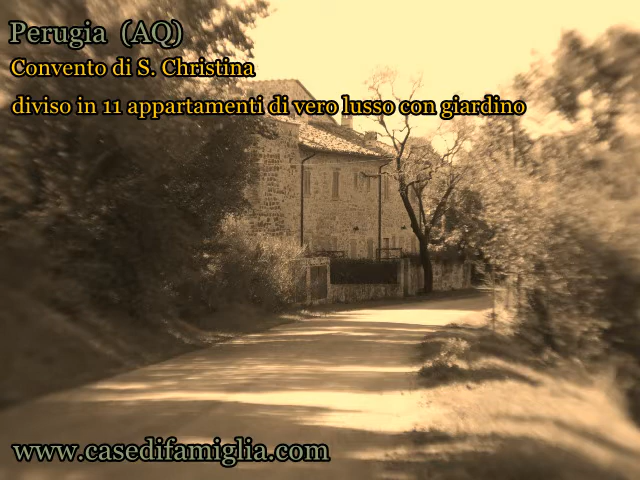 Perugia (AQ)
Convento di S. Christina
diviso in 11 appartamenti di vero lusso con giardino
www.casedifamiglia.com